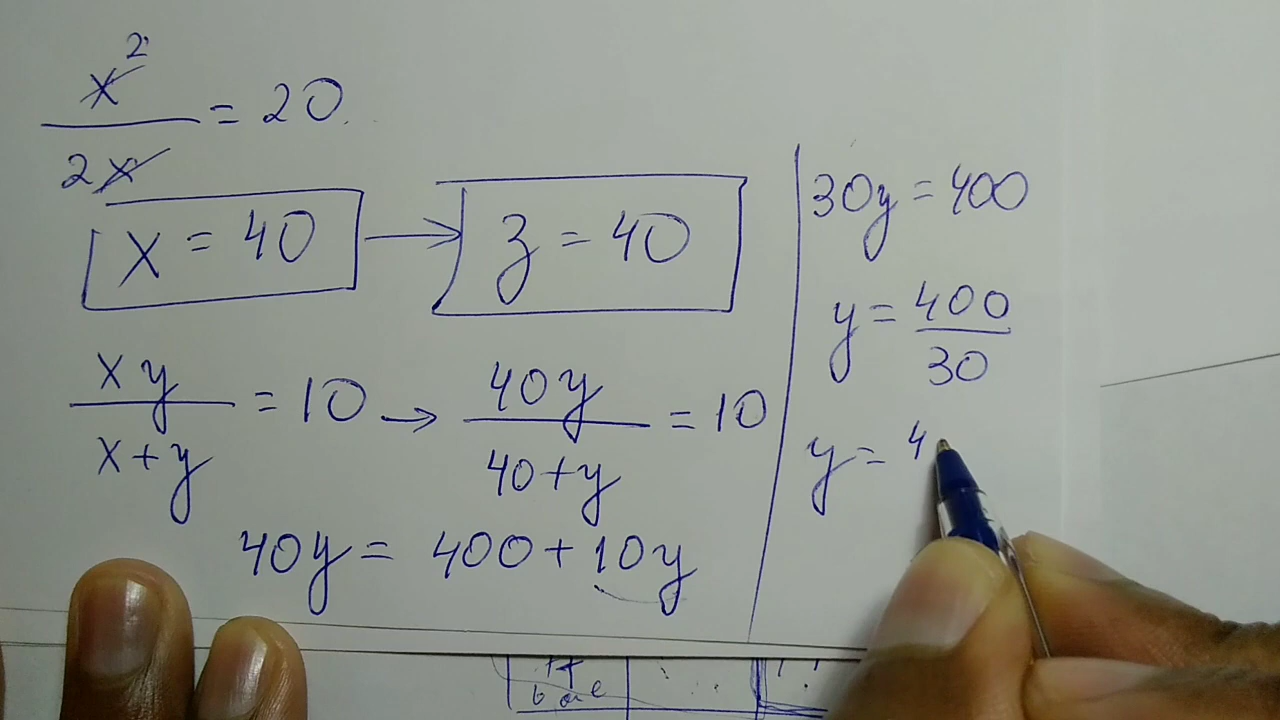 x²/2x = 20
x = 40 → z = 40
xy/x+y = 10 → 40y/40+y = 10
40y = 400 + 10y
30y = 400
y = 400/30
y = 4